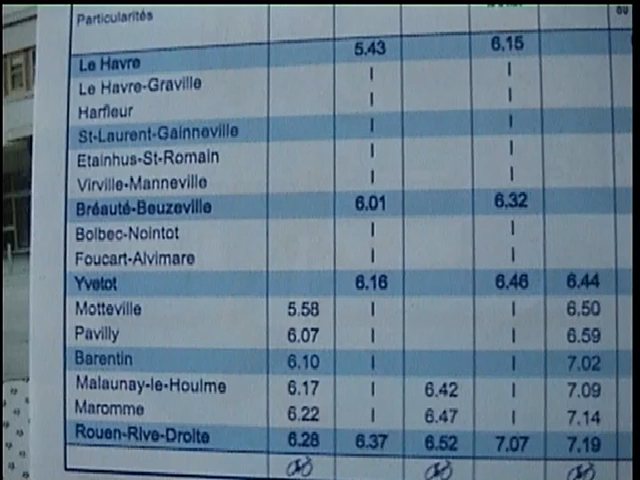 Particularités
Le Havre 5.43 6.15
Le Havre-Graville | |
Harfleur | |
St-Laurent-Gainneville | |
Etainhus-St-Romain | |
Virville-Manneville | |
Bréauté-Beuzeville 6.01 6.32
Bolbec-Nointot | |
Foucart-Alvimare | |
Yvetot 6.16 6.46 6.44
Motteville 5.58 | | 6.50
Pavilly 6.07 | | 6.59
Barentin 6.10 | | 7.02
Malaunay-le-Houlme 6.17 | 6.42 | 7.09
Maromme 6.22 | 6.47 | 7.14
Rouen-Rive-Droite 6.28 6.37 6.52 7.07 7.19